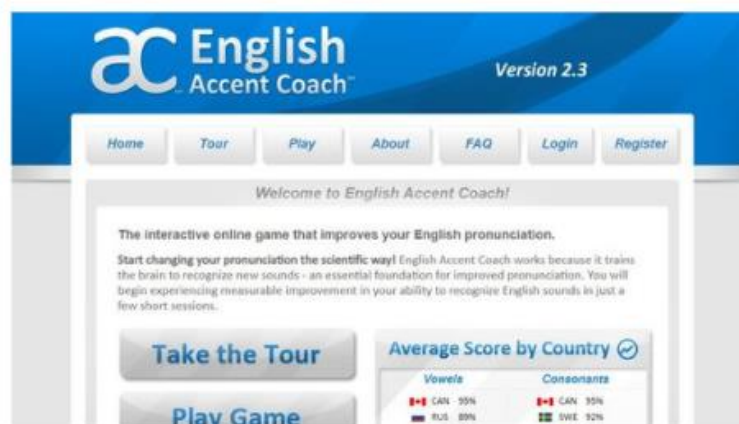 ac English
Accent Coach™
Version 2.3
Home Tour Play About FAQ Login Register
Welcome to English Accent Coach!
The interactive online game that improves your English pronunciation.
Start changing your pronunciation the scientific way! English Accent Coach works because it trains
the brain to recognize new sounds - an essential foundation for improved pronunciation. You will
begin experiencing measurable improvement in your ability to recognize English sounds in just a
few short sessions.
Take the Tour
Play Game
Average Score by Country
Vowels Consonants
CAN 95% CAN 95%
RUS 89% SWE 92%